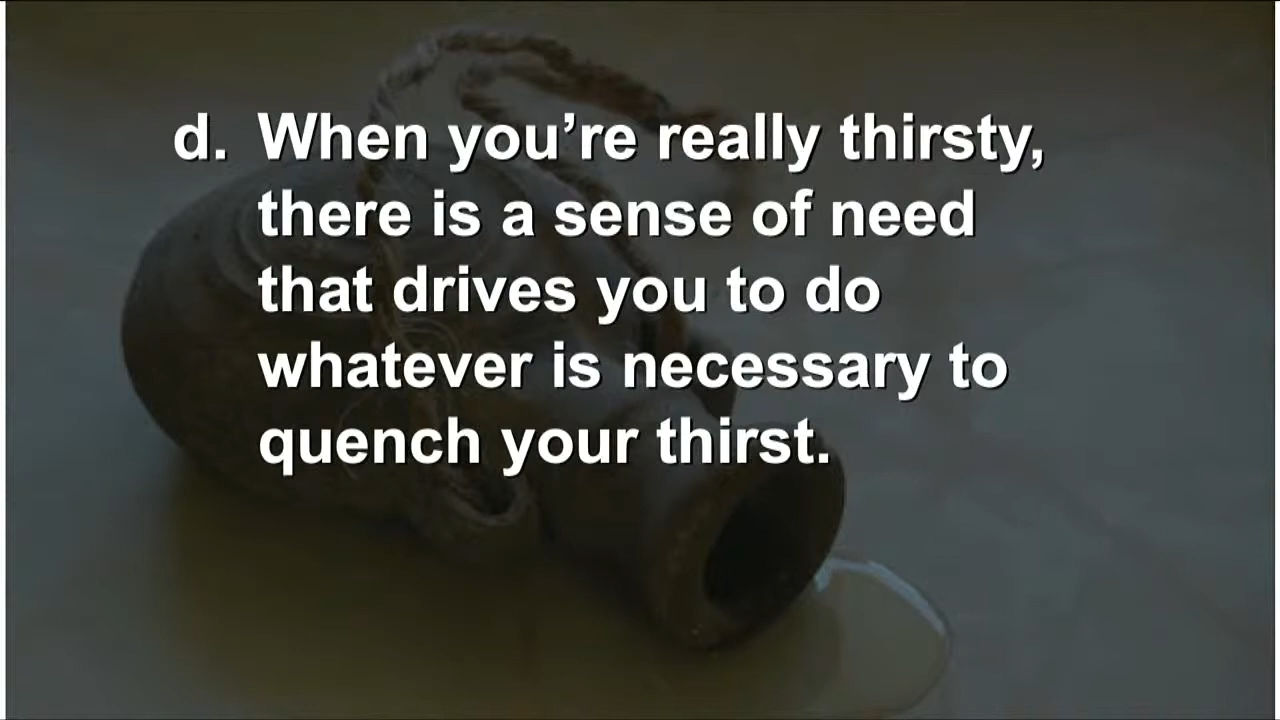 d. When you’re really thirsty,
there is a sense of need
that drives you to do
whatever is necessary to
quench your thirst.